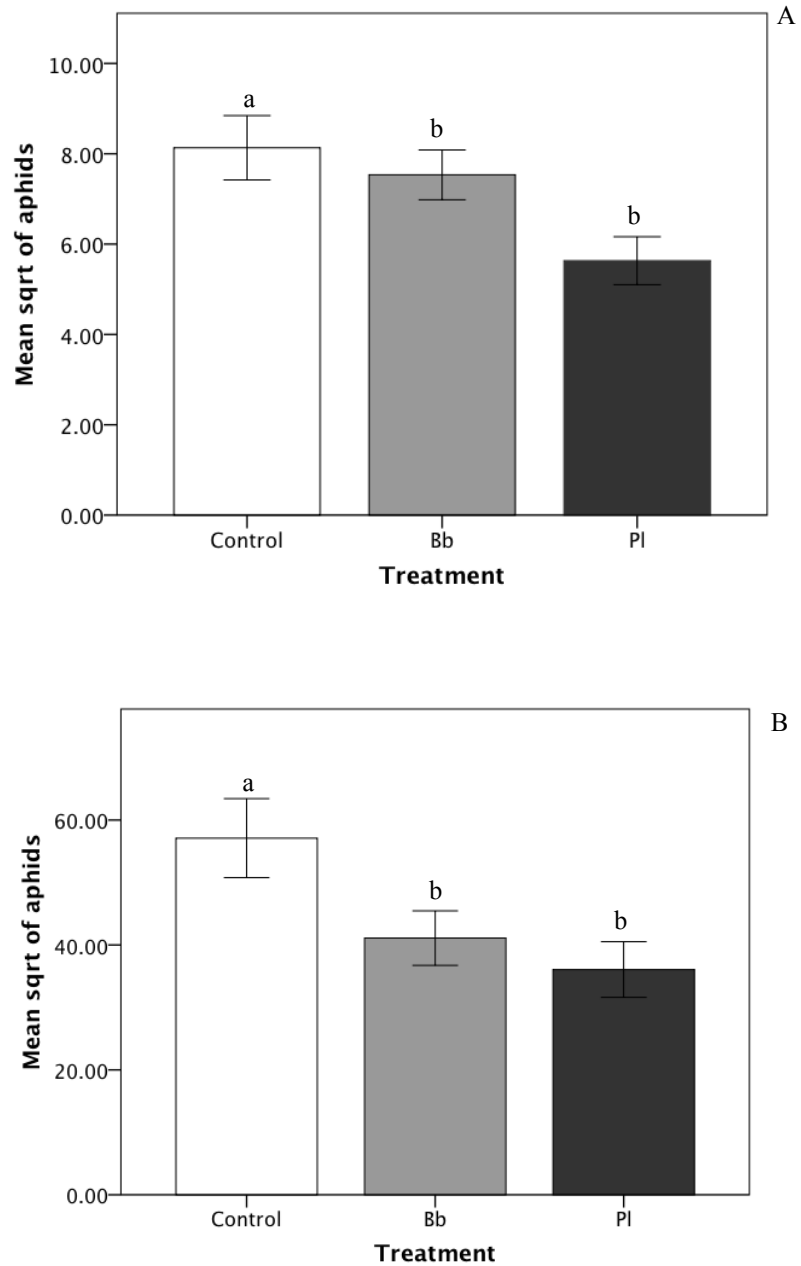 A
Mean sqrt of aphids
10.00
8.00
6.00
4.00
2.00
0.00
a
b
b
Control Bb Pl
Treatment
B
Mean sqrt of aphids
60.00
40.00
20.00
0.00
a
b
b
Control Bb Pl
Treatment